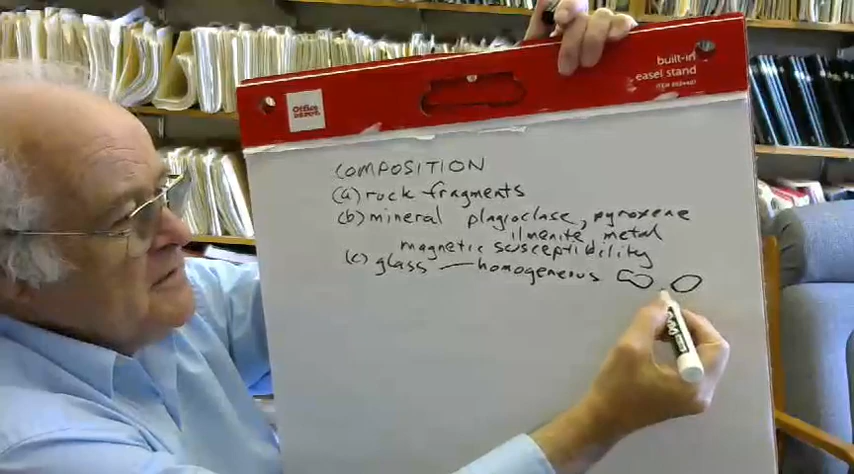 Office
DEPOT
built-in
easel stand
COMPOSITION
(a) rock fragments
(b) mineral plagioclase, pyroxene
ilmenite metal
magnetic susceptibility
(c) glass — homogeneous